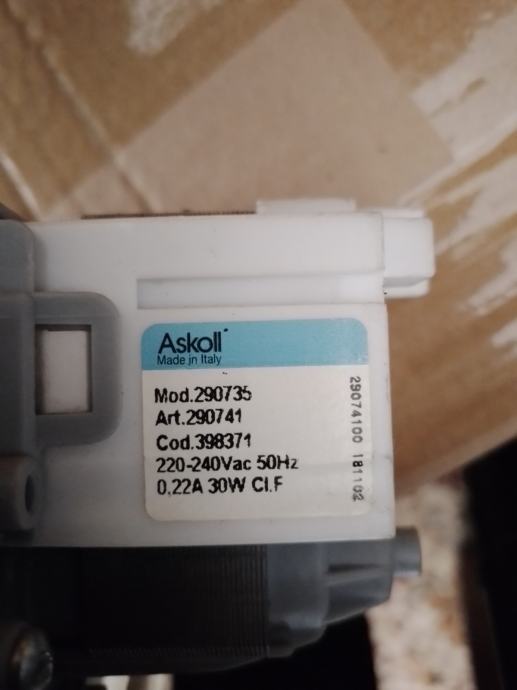 Askoll
Made in Italy
Mod.290735
Art.290741
Cod.398371
220-240Vac 50Hz
0,22A 30W Cl.F
29074100 181102